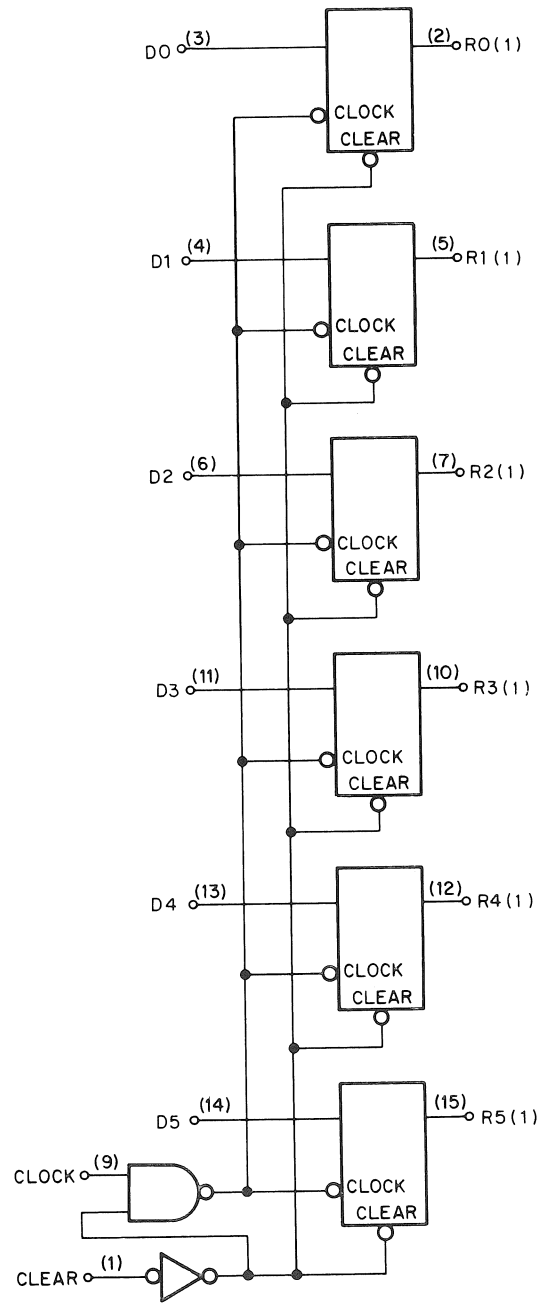 D0 (3) (2) R0(1)
CLOCK
CLEAR
D1 (4) (5) R1(1)
CLOCK
CLEAR
D2 (6) (7) R2(1)
CLOCK
CLEAR
D3 (11) (10) R3(1)
CLOCK
CLEAR
D4 (13) (12) R4(1)
CLOCK
CLEAR
D5 (14) (15) R5(1)
CLOCK (9)
CLOCK
CLEAR
CLEAR (1)